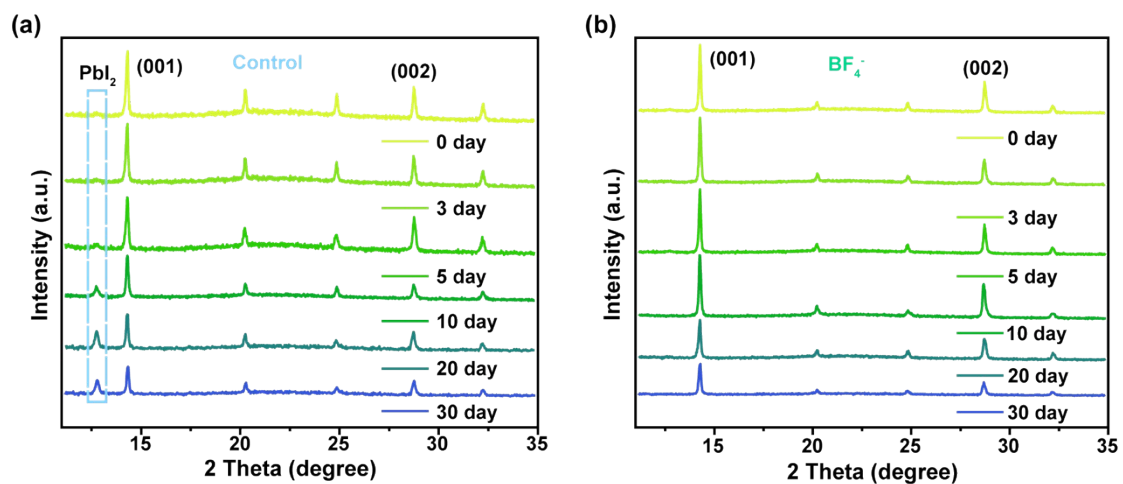 (a)
PbI₂
(001)
Control
(002)
0 day
3 day
5 day
10 day
20 day
30 day
Intensity (a.u.)
15
20
25
30
35
2 Theta (degree)
(b)
(001)
BF₄⁻
(002)
0 day
3 day
5 day
10 day
20 day
30 day
Intensity (a.u.)
15
20
25
30
35
2 Theta (degree)